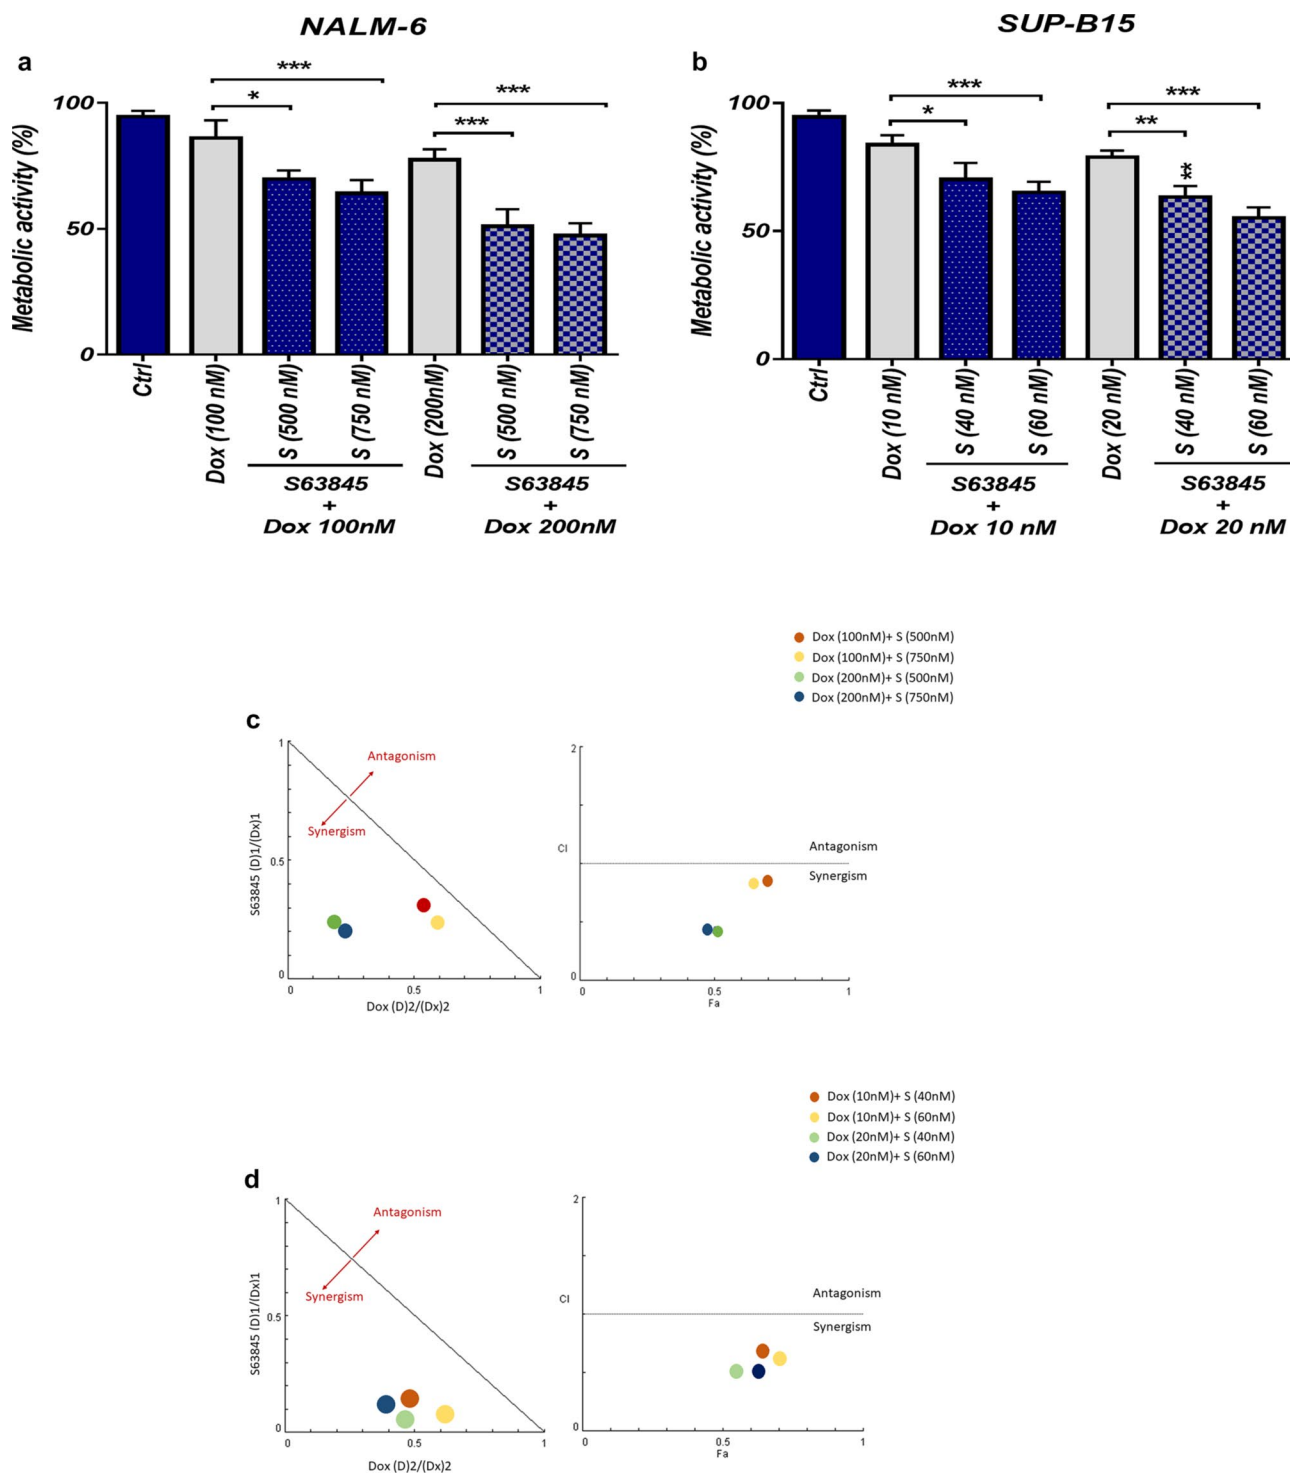 NALM-6
SUP-B15
a
***
*
***
***
100
50
0
Metabolic activity (%)
Ctrl
Dox (100 nM)
S (500 nM)
S (750 nM)
Dox (200nM)
S (500 nM)
S (750 nM)
S63845
+
Dox 100nM
S63845
+
Dox 200nM
b
***
*
***
**
**
100
50
0
Metabolic activity (%)
Ctrl
Dox (10 nM)
S (40 nM)
S (60 nM)
Dox (20 nM)
S (40 nM)
S (60 nM)
S63845
+
Dox 10 nM
S63845
+
Dox 20 nM
Dox (100nM)+ S (500nM)
Dox (100nM)+ S (750nM)
Dox (200nM)+ S (500nM)
Dox (200nM)+ S (750nM)
c
1
0.5
0
S63845 (D)1/(Dx)1
Antagonism
Synergism
0
0.5
1
Dox (D)2/(Dx)2
2
CI
0
Antagonism
Synergism
0
0.5
1
Fa
Dox (10nM)+ S (40nM)
Dox (10nM)+ S (60nM)
Dox (20nM)+ S (40nM)
Dox (20nM)+ S (60nM)
d
1
0.5
0
S63845 (D)1/(Dx)1
Antagonism
Synergism
0
0.5
1
Dox (D)2/(Dx)2
2
CI
0
Antagonism
Synergism
0
0.5
1
Fa